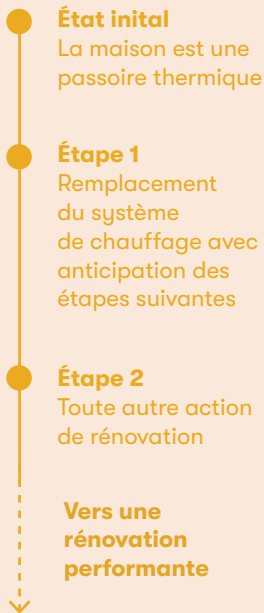 État inital
La maison est une
passoire thermique
Étape 1
Remplacement
du système
de chauffage avec
anticipation des
étapes suivantes
Étape 2
Toute autre action
de rénovation
Vers une
rénovation
performante